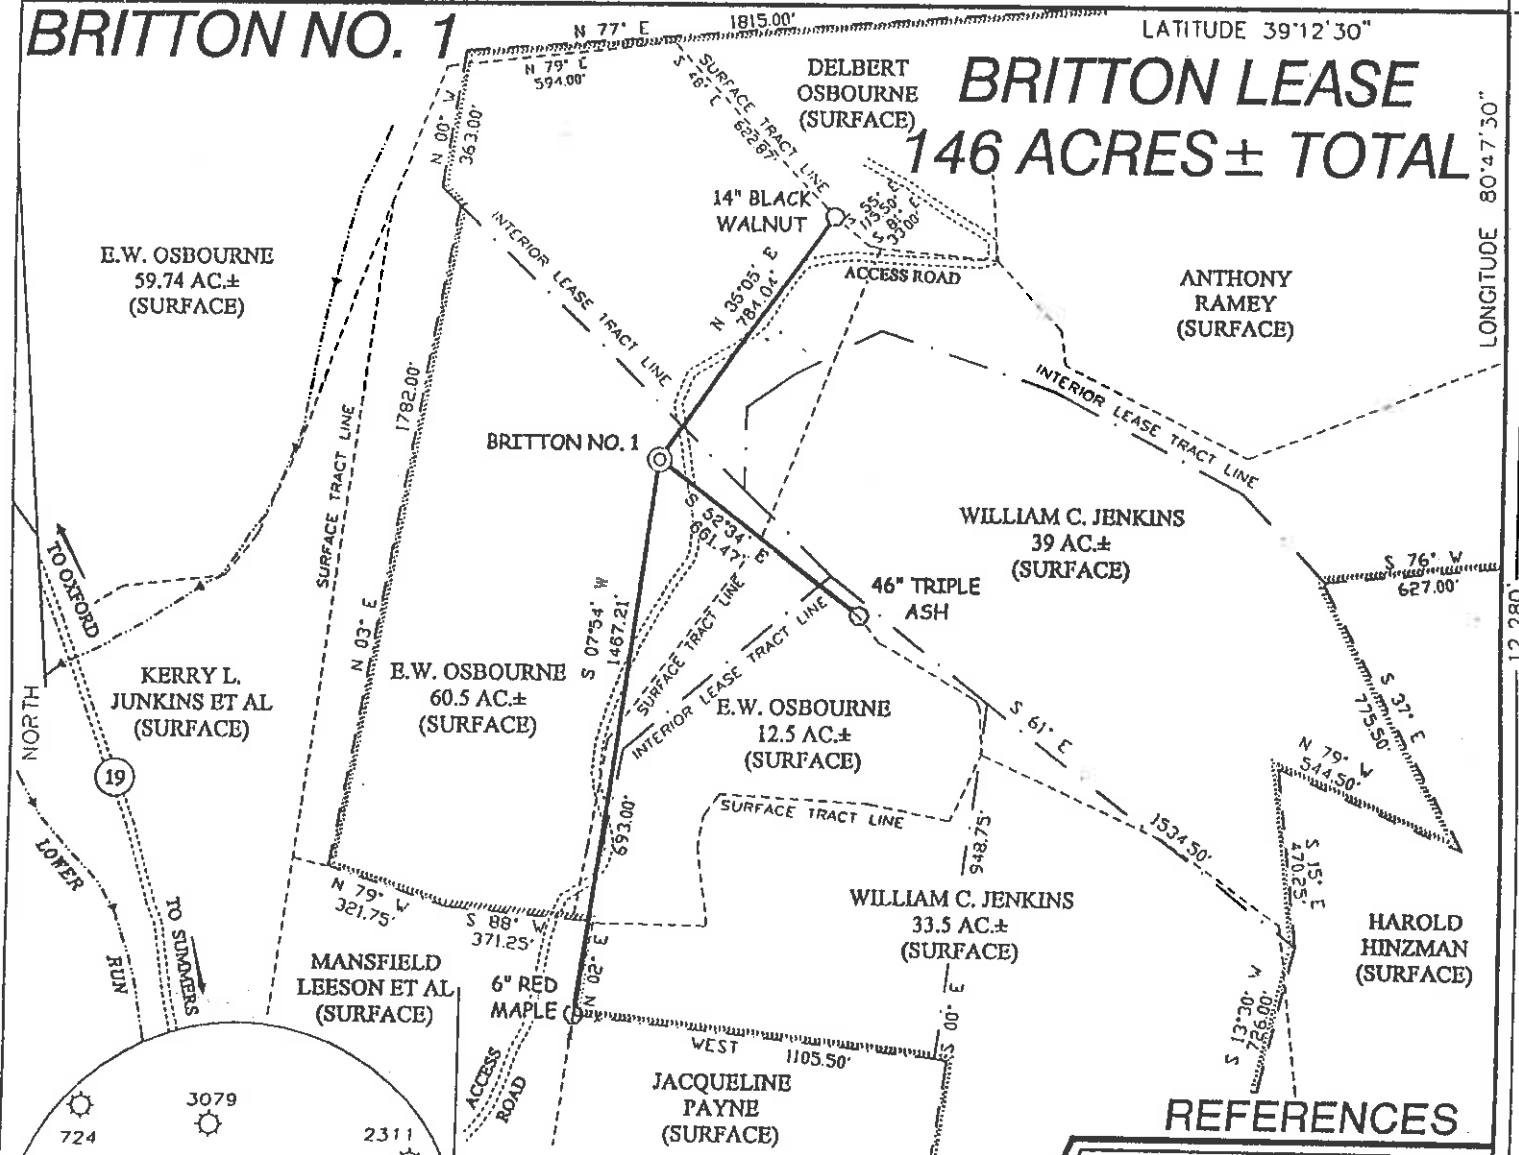 BRITTON NO. 1
N 77° E
1815.00'
LATITUDE 39°12'30"
N 79° E
594.00'
S 48° E
622.87'
SURFACE TRACT LINE
DELBERT
OSBOURNE
(SURFACE)
BRITTON LEASE
146 ACRES± TOTAL
LONGITUDE 80°47'30"
N 00° W
363.00'
14" BLACK
WALNUT
55'
115.50' E
S 81° E
33.00'
INTERIOR LEASE TRACT LINE
E.W. OSBOURNE
59.74 AC.±
(SURFACE)
N 35°05' E
784.04'
ACCESS ROAD
ANTHONY
RAMEY
(SURFACE)
1782.00'
N 03° E
SURFACE TRACT LINE
INTERIOR LEASE TRACT LINE
BRITTON NO. 1
S 52°34' E
661.47'
WILLIAM C. JENKINS
39 AC.±
(SURFACE)
S 76° W
627.00'
TO OXFORD
46" TRIPLE
ASH
12,280'
S 07°54' W
1467.21'
SURFACE TRACT LINE
INTERIOR LEASE TRACT LINE
KERRY L.
JUNKINS ET AL
(SURFACE)
E.W. OSBOURNE
60.5 AC.±
(SURFACE)
E.W. OSBOURNE
12.5 AC.±
(SURFACE)
S 61° E
1534.50'
S 37° E
775.50'
NORTH
19
N 79° W
544.50'
693.00'
SURFACE TRACT LINE
948.75'
S 00° E
S 15° E
470.25'
LOWER
RUN
TO SUMMERS
N 79° W
321.75'
S 88° W
371.25'
WILLIAM C. JENKINS
33.5 AC.±
(SURFACE)
HAROLD
HINZMAN
(SURFACE)
MANSFIELD
LEESON ET AL
(SURFACE)
6" RED
MAPLE
N 02° E
S 13°30' W
726.00'
WEST
1105.50'
ACCESS
ROAD
JACQUELINE
PAYNE
(SURFACE)
3079
724
2311
REFERENCES